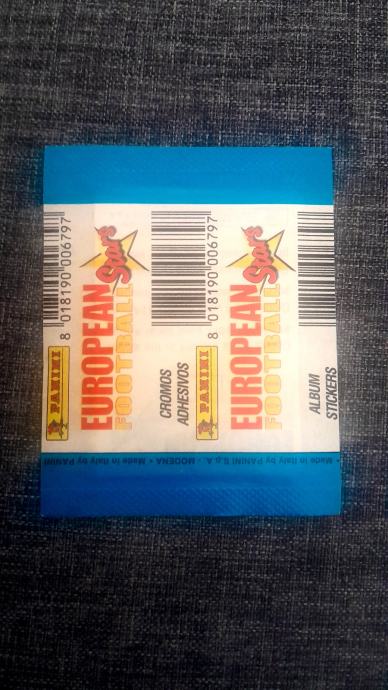 PANINI
EUROPEAN
FOOTBALL
Stars
8 018190 006797
CROMOS
ADHESIVOS
PANINI
EUROPEAN
FOOTBALL
Stars
8 018190 006797
ALBUM
STICKERS
Made in Italy by PANINI S.p.A. - MODENA • Made in Italy by PANINI